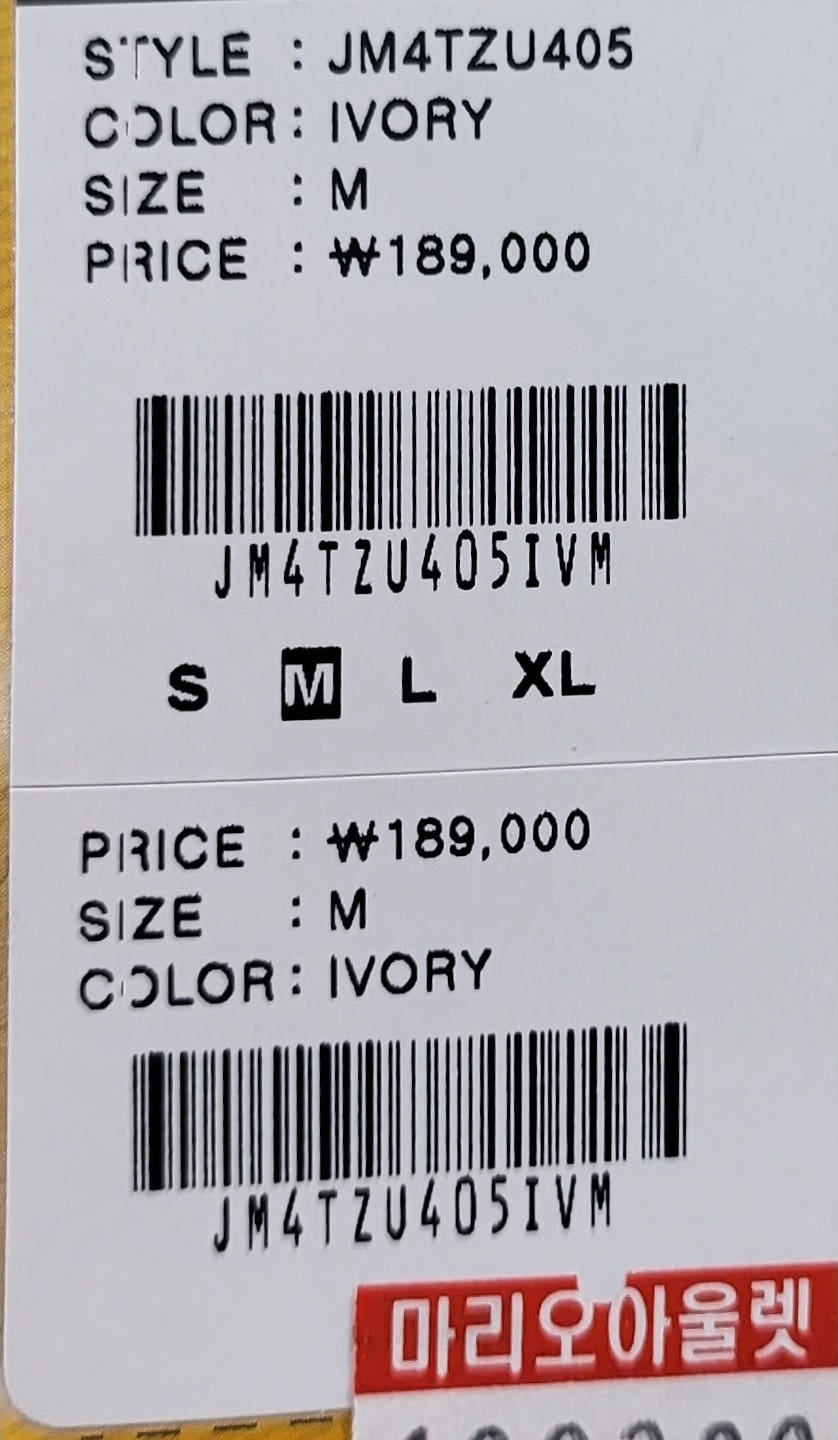 STYLE : JM4TZU405
COLOR : IVORY
SIZE : M
PRICE : ₩189,000
JM4TZU405IVM
S M L XL
PRICE : ₩189,000
SIZE : M
COLOR : IVORY
JM4TZU405IVM
마리오아울렛